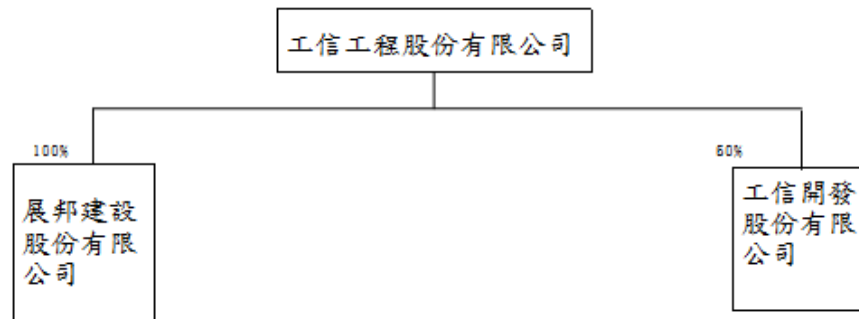 工信工程股份有限公司
100%
60%
展邦建設
股份有限
公司
工信開發
股份有限
公司